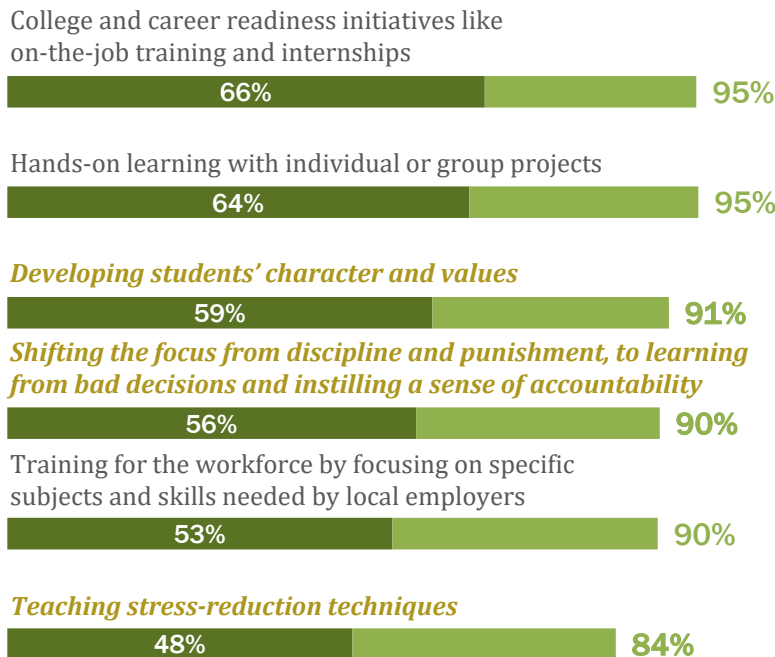 College and career readiness initiatives like
on-the-job training and internships
66% 95%
Hands-on learning with individual or group projects
64% 95%
Developing students’ character and values
59% 91%
Shifting the focus from discipline and punishment, to learning
from bad decisions and instilling a sense of accountability
56% 90%
Training for the workforce by focusing on specific
subjects and skills needed by local employers
53% 90%
Teaching stress-reduction techniques
48% 84%